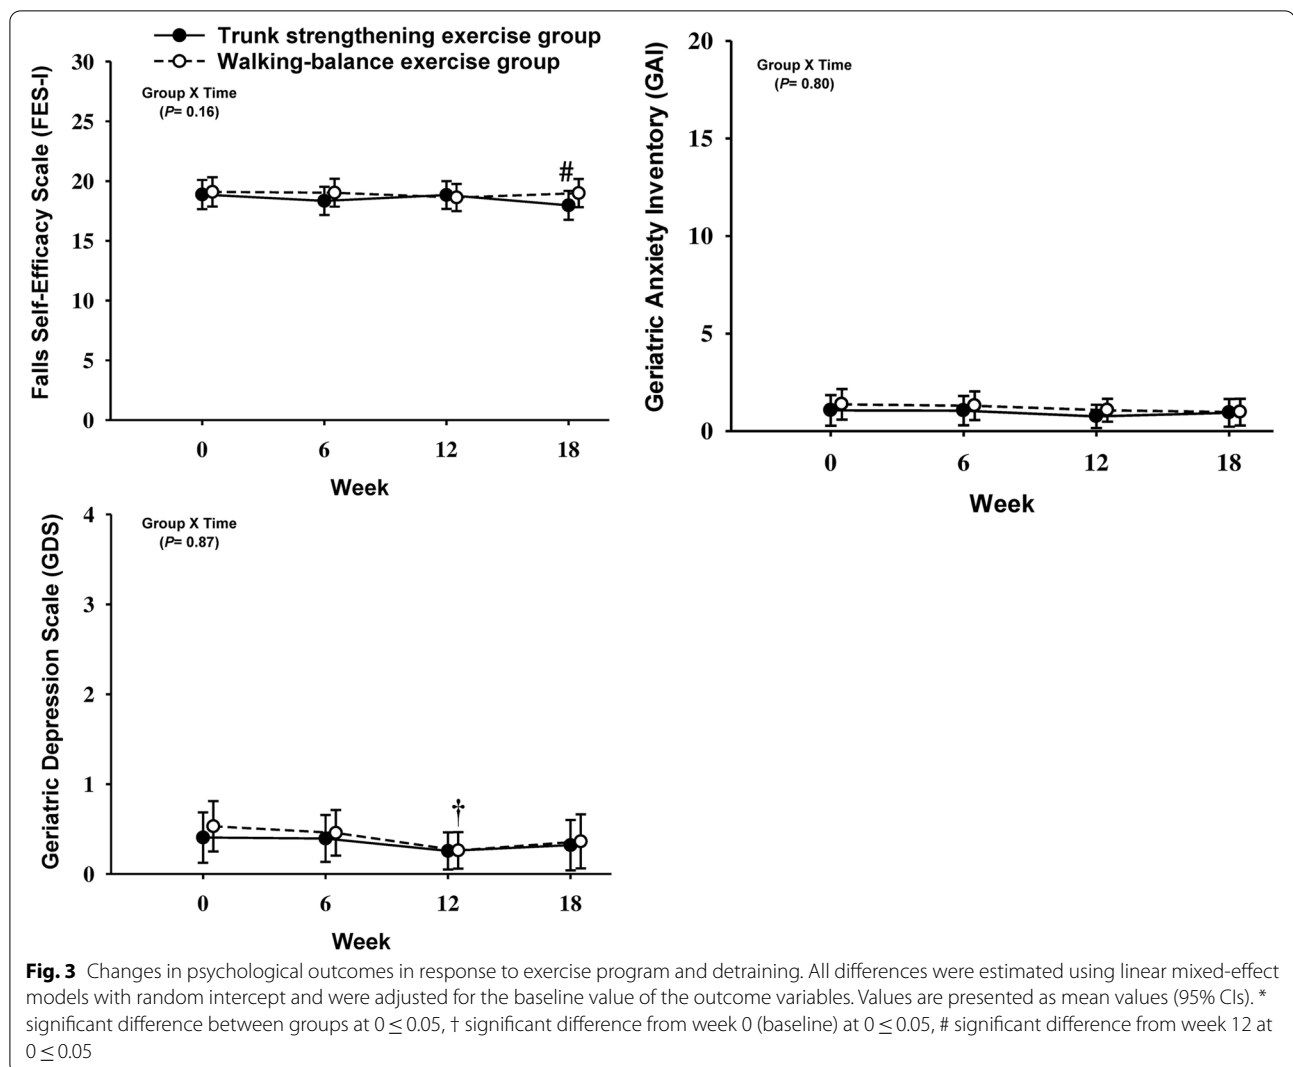 Trunk strengthening exercise group
Walking-balance exercise group
Falls Self-Efficacy Scale (FES-I)
30
25
20
15
10
5
0
Group X Time
(P= 0.16)
#
0 6 12 18
Week
Geriatric Anxiety Inventory (GAI)
20
15
10
5
0
Group X Time
(P= 0.80)
0 6 12 18
Week
Geriatric Depression Scale (GDS)
4
3
2
1
0
Group X Time
(P= 0.87)
†
0 6 12 18
Week
Fig. 3 Changes in psychological outcomes in response to exercise program and detraining. All differences were estimated using linear mixed-effect
models with random intercept and were adjusted for the baseline value of the outcome variables. Values are presented as mean values (95% CIs). *
significant difference between groups at 0 ≤ 0.05, † significant difference from week 0 (baseline) at 0 ≤ 0.05, # significant difference from week 12 at
0 ≤ 0.05